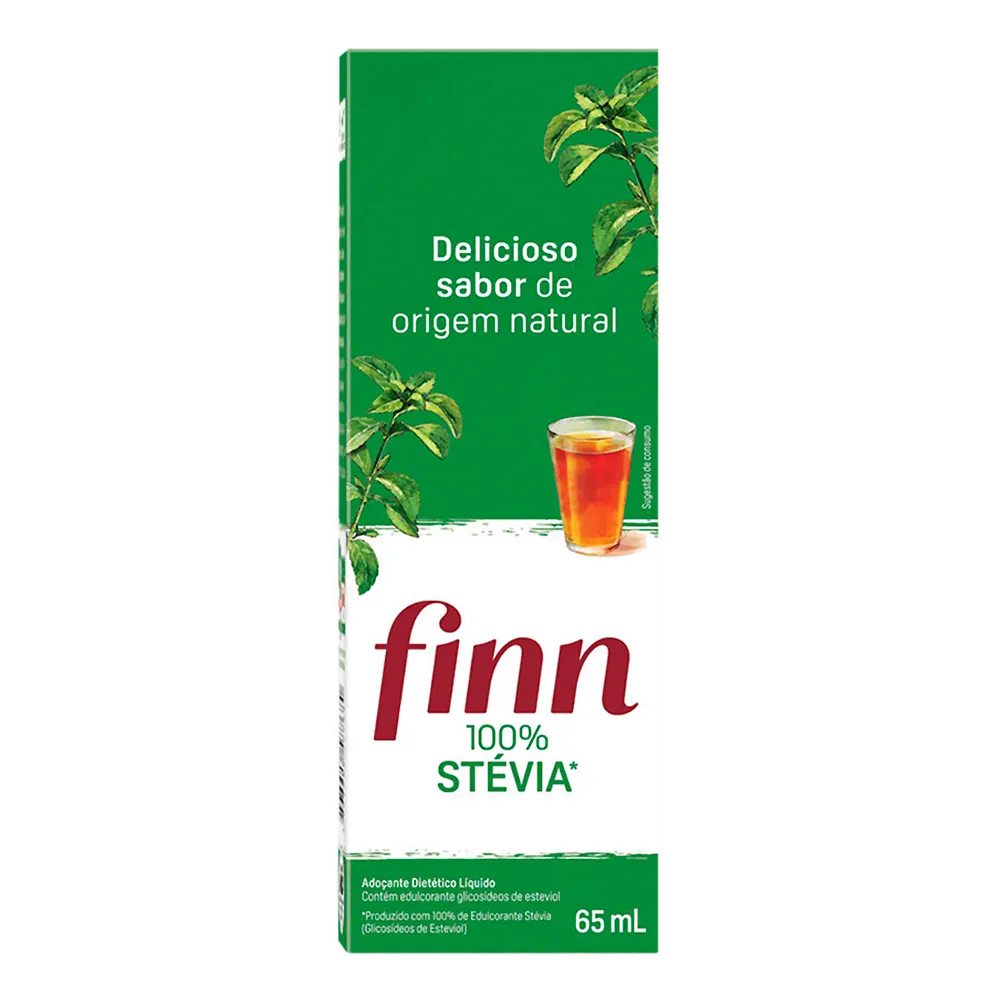 Delicioso
sabor de
origem natural
Sugestão de consumo
finn
100%
STÉVIA*
Adoçante Dietético Líquido
Contém edulcorante glicosídeos de esteviol
*Produzido com 100% de Edulcorante Stévia
(Glicosídeos de Esteviol)
65 mL